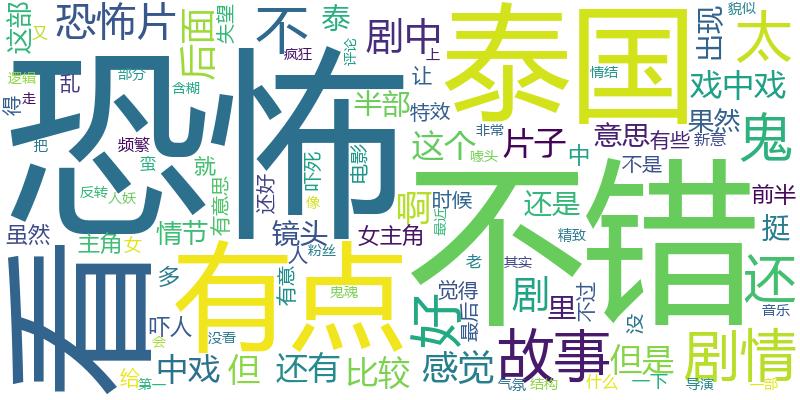 这部
又
恐怖片
失望
后面
不
泰
疯狂
评论
剧中
上
泰国
出现
貌似
太
逻辑
乱
部分
含糊
让
情结
戏中戏
得
走
恐怖
半部
特效
果然
鬼
把
频繁
蛮
就
吓死
电影
这个
非常
片子
意思
有些
新意
中
噱头
不是
反转
人妖
有意思
还好
像
啊
时候
还是
不错
前半
虽然
主角
女
情节
镜头
女主角
最近
精致
挺
看
多
有点
人
粉丝
有意
鬼魂
老
其实
觉得
剧
里
不过
还
吓人
没看
好
最后
没
音乐
会
故事
剧情
给
中戏
但
还有
比较
感觉
但是
第一
气氛
结构
什么
一下
导演
一部